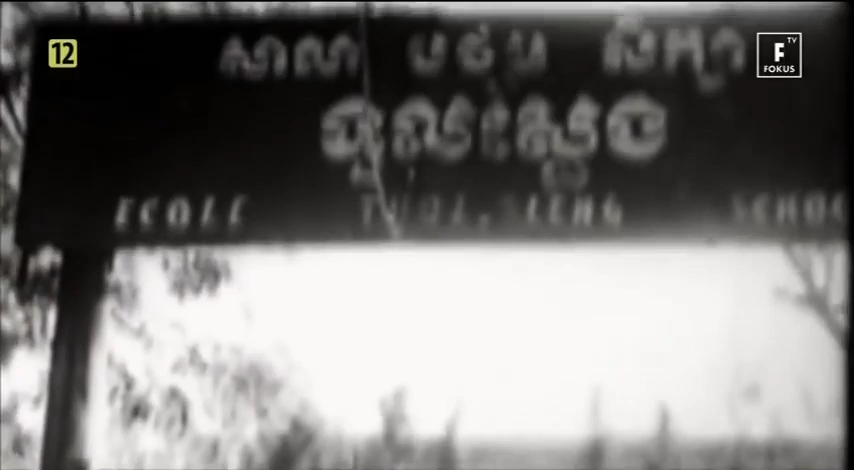 12
TV
F
FOKUS
សាលា បឋម សិក្សា
ទួលស្លែង
ECOLE TUOL.SLENG SCHOO